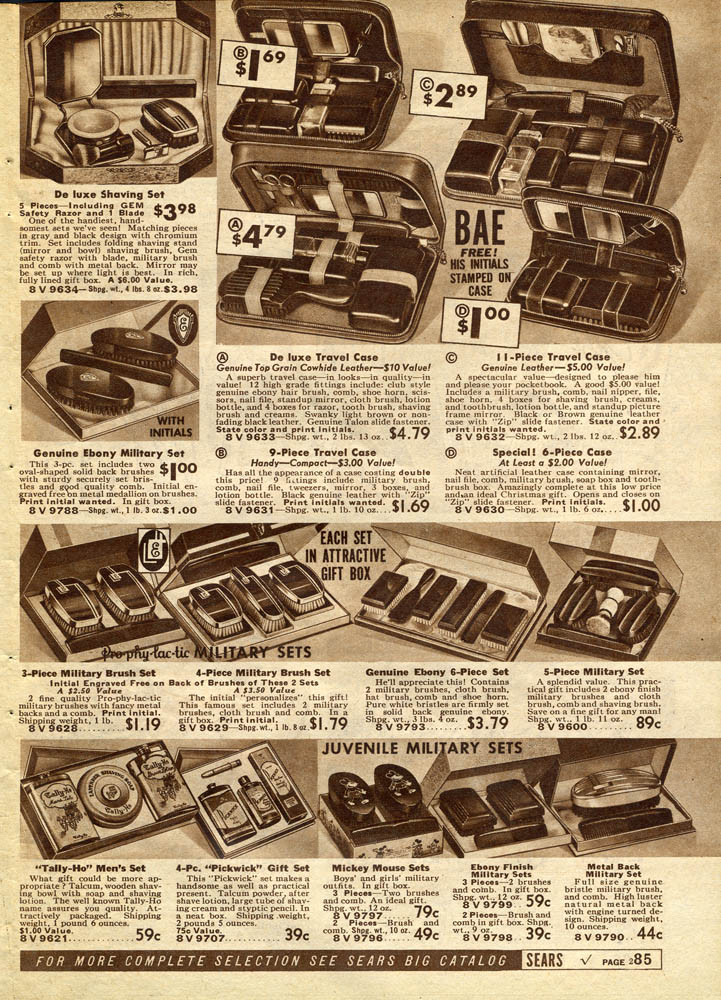 Ⓑ
$1 69
Ⓒ
$2 89
Ⓐ
$4 79
BAE
FREE!
HIS INITIALS
STAMPED ON
CASE
Ⓓ
$1 00
De luxe Shaving Set
5 Pieces—Including GEM
Safety Razor and 1 Blade
$3 98
One of the handiest, hand-
somest sets we've seen! Matching pieces
in gray and black design with chromium
trim. Set includes folding shaving stand
(mirror and bowl) shaving brush, Gem
safety razor with blade, military brush
and comb with metal back. Mirror may
be set up where light is best. In rich,
fully lined gift box. A $6.00 Value.
8 V 9634—Shpg. wt., 4 lbs. 8 oz. $3.98
WITH
INITIALS
Genuine Ebony Military Set
This 3-pc. set includes two
oval-shaped solid back brushes
with sturdy securely set bris-
tles and good quality comb. Initial en-
graved free on metal medallion on brushes.
Print initial wanted. In gift box.
$1 00
8 V 9788—Shpg. wt., 1 lb. 3 oz. $1.00
Ⓐ De luxe Travel Case
Genuine Top Grain Cowhide Leather—$10 Value!
A superb travel case—in looks—in quality—in
value! 12 high grade fittings include: club style
genuine ebony hair brush, comb, shoe horn, scis-
sors, nail file, standup mirror, cloth brush, lotion
bottle, and 4 boxes for razor, tooth brush, shaving
brush and creams. Swanky light brown or non-
fading black leather. Genuine Talon slide fastener.
State color and print initials.
8 V 9633—Shpg. wt., 2 lbs. 13 oz.. $4.79
Ⓑ 9-Piece Travel Case
Handy—Compact—$3.00 Value!
Has all the appearance of a case costing double
this price! 9 fittings include military brush,
comb, nail file, tweezers, mirror, 3 boxes, and
lotion bottle. Black genuine leather with "Zip"
slide fastener. Print initials wanted.
8 V 9631—Shpg. wt., 1 lb. 10 oz.... $1.69
Ⓒ 11-Piece Travel Case
Genuine Leather—$5.00 Value!
A spectacular value—designed to please him
and please your pocketbook. A good $5.00 value!
Includes a military brush, comb, nail nipper, file,
shoe horn, 4 boxes for shaving brush, creams,
and toothbrush, lotion bottle, and standup picture
frame mirror. Black or Brown genuine leather
case with "Zip" slide fastener. State color and
print initials wanted.
8 V 9632—Shpg. wt., 2 lbs. 12 oz. $2.89
Ⓓ Special! 6-Piece Case
At Least a $2.00 Value!
Neat artificial leather case containing mirror,
nail file, comb, military brush, soap box and tooth-
brush box. Amazingly complete at this low price
and an ideal Christmas gift. Opens and closes on
"Zip" slide fastener. Print initials.
8 V 9630—Shpg. wt., 1 lb. 6 oz.... $1.00
EACH SET
IN ATTRACTIVE
GIFT BOX
Pro-phy-lac-tic MILITARY SETS
3-Piece Military Brush Set
4-Piece Military Brush Set
Initial Engraved Free on Back of Brushes of These 2 Sets
A $2.50 Value
2 fine quality Pro-phy-lac-tic
military brushes with fancy metal
backs and a comb. Print initial.
Shipping weight, 1 lb.
8 V 9628.......... $1.19
A $3.50 Value
The initial "personalizes" this gift!
This famous set includes 2 military
brushes, cloth brush and comb. In a
gift box. Print initial.
8 V 9629—Shpg. wt., 1 lb. 8 oz. $1.79
Genuine Ebony 6-Piece Set
He'll appreciate this! Contains
2 military brushes, cloth brush,
hat brush, comb and shoe horn.
Pure white bristles are firmly set
in solid back genuine ebony.
Shpg. wt., 3 lbs. 4 oz.
8 V 9793........ $3.79
5-Piece Military Set
A splendid value. This prac-
tical gift includes 2 ebony finish
military brushes and cloth
brush, comb and shaving brush.
Save on a fine gift for any man!
Shpg. wt., 1 lb. 11 oz.
8 V 9600......... 89c
JUVENILE MILITARY SETS
Tally Ho
LATHERING SHAVING SOAP
Tally Ho
Tally Ho
"Tally-Ho" Men's Set
What gift could be more ap-
propriate? Talcum, wooden shav-
ing bowl with soap and shaving
lotion. The well known Tally-Ho
name assures you quality. At-
tractively packaged. Shipping
weight, 1 pound 6 ounces.
$1.00 Value.
8 V 9621............ 59c
4-Pc. "Pickwick" Gift Set
This "Pickwick" set makes a
handsome as well as practical
present. Talcum powder, after
shave lotion, large tube of shav-
ing cream and styptic pencil. In
a neat box. Shipping weight,
2 pounds 5 ounces.
75c Value.
8 V 9707............ 39c
Mickey Mouse Sets
Boys' and girls' military
outfits. In gift box.
3 Pieces—Two brushes
and comb. An ideal gift.
Shpg. wt., 12 oz.
8 V 9797..... 79c
2 Pieces—Brush and
comb. Shpg. wt., 10 oz.
8 V 9796.... 49c
Ebony Finish
Military Sets
3 Pieces—2 brushes
and comb. In gift box.
Shpg. wt., 12 oz.
8 V 9799.. 59c
2 Pieces—Brush and
comb in gift box. Shpg.
wt., 9 oz.
8 V 9798.. 39c
Metal Back
Military Set
Full size genuine
bristle military brush,
and comb. High luster
natural metal back
with engine turned de-
sign. Shipping weight,
10 ounces.
8 V 9790.. 44c
FOR MORE COMPLETE SELECTION SEE SEARS BIG CATALOG
SEARS √ PAGE 285